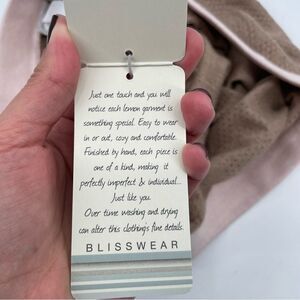 Just one touch and you will
notice each lemon garment is
something special. Easy to wear
in or out, cozy and comfortable.
Finished by hand, each piece is
one of a kind, making it
perfectly imperfect & individual...
Just like you.
Over time washing and drying
can alter this clothing's fine details.
BLISSWEAR